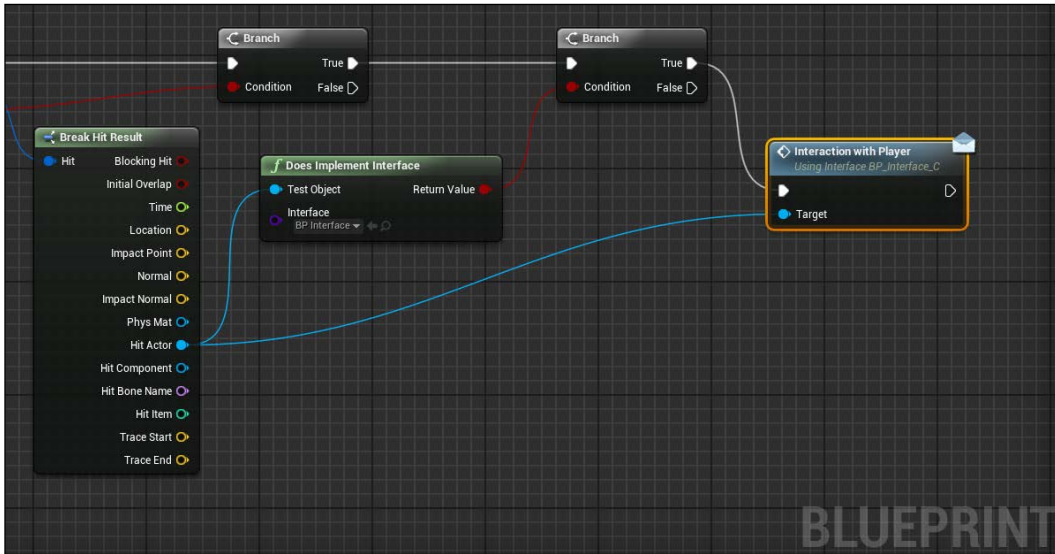 Branch
True
Condition
False
Branch
True
Condition
False
Break Hit Result
Hit
Blocking Hit
Initial Overlap
Time
Location
Impact Point
Normal
Impact Normal
Phys Mat
Hit Actor
Hit Component
Hit Bone Name
Hit Item
Trace Start
Trace End
f Does Implement Interface
Test Object
Return Value
Interface
BP Interface
Interaction with Player
Using Interface BP_Interface_C
Target
BLUEPRINT